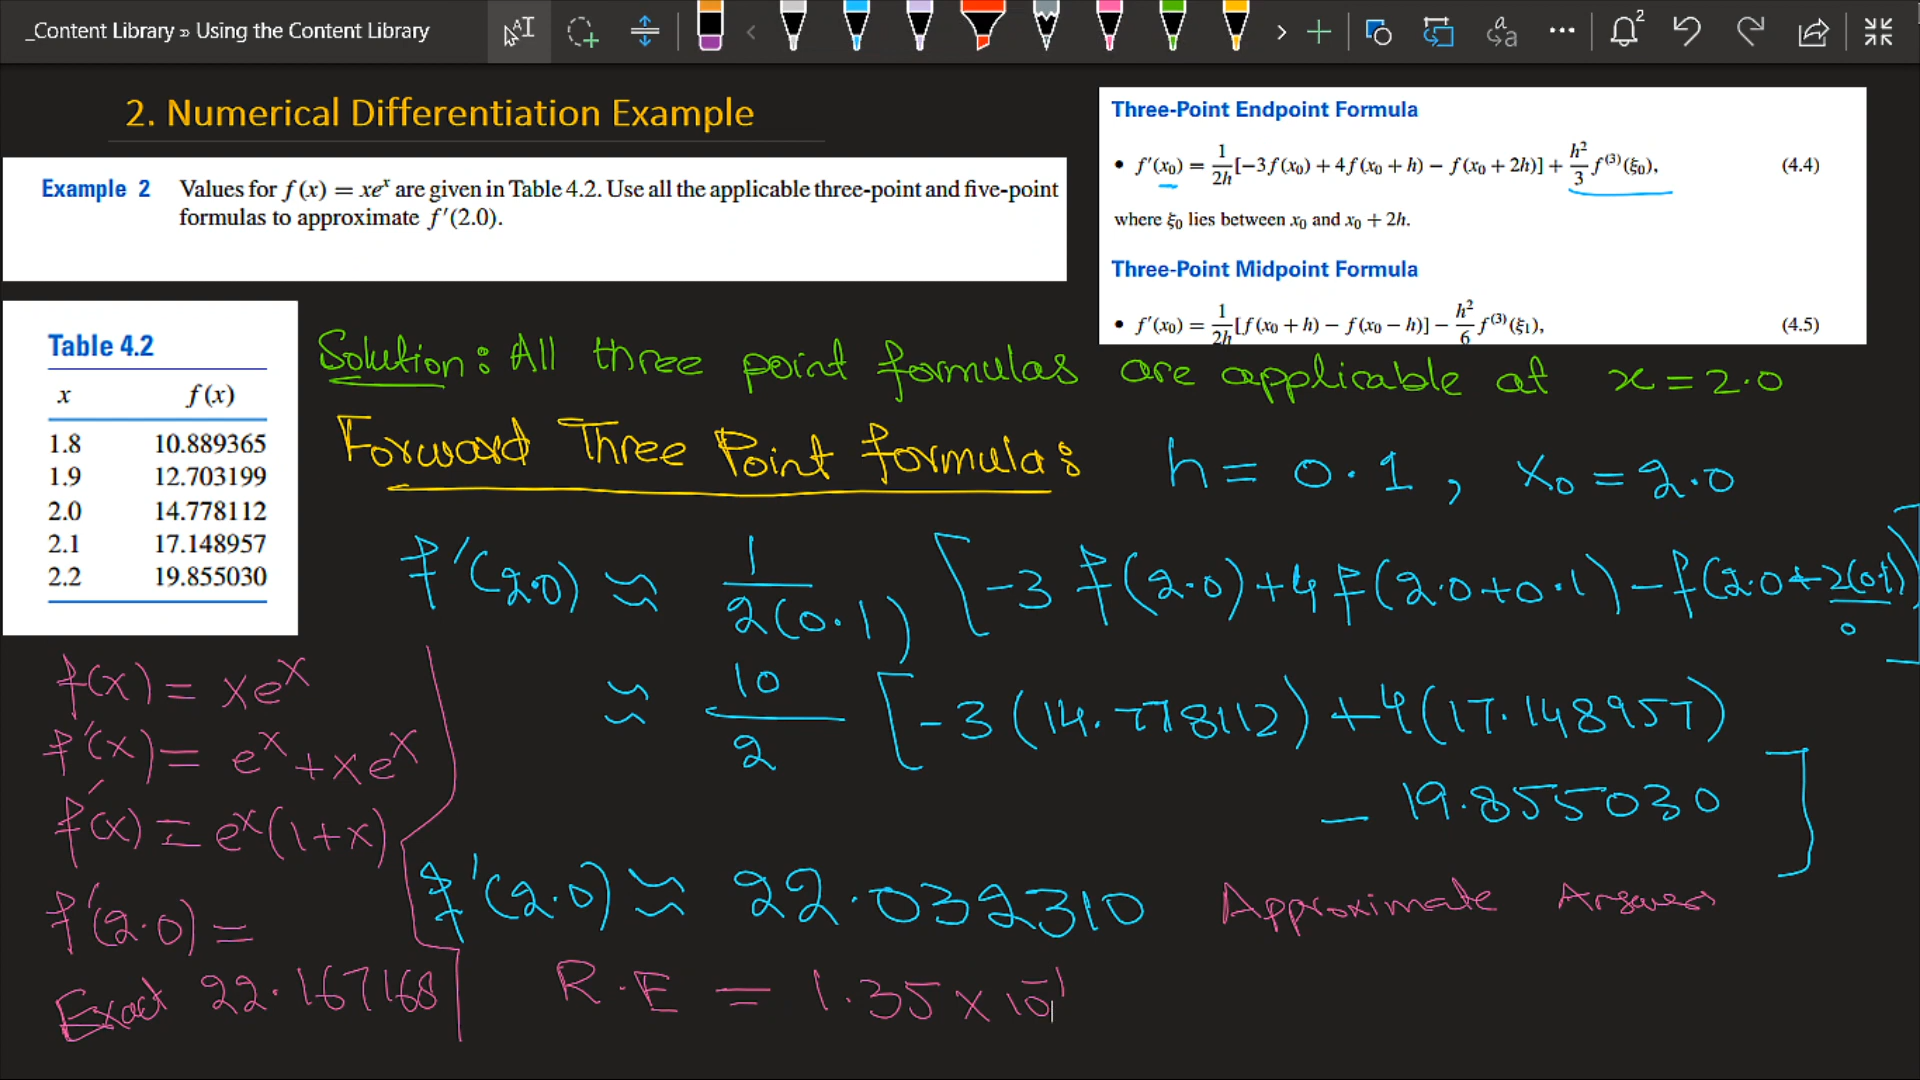 _Content Library » Using the Content Library
2. Numerical Differentiation Example
Example 2 Values for f(x) = xeˣ are given in Table 4.2. Use all the applicable three-point and five-point
formulas to approximate f′(2.0).
Three-Point Endpoint Formula
• f′(x₀) = 1/2h [−3f(x₀) + 4f(x₀ + h) − f(x₀ + 2h)] + h²/3 f⁽³⁾(ξ₀), (4.4)
where ξ₀ lies between x₀ and x₀ + 2h.
Three-Point Midpoint Formula
• f′(x₀) = 1/2h [f(x₀ + h) − f(x₀ − h)] − h²/6 f⁽³⁾(ξ₁), (4.5)
Table 4.2
x f(x)
1.8 10.889365
1.9 12.703199
2.0 14.778112
2.1 17.148957
2.2 19.855030
Solution: All three point formulas are applicable at x = 2.0
Forward Three Point formula: h = 0.1, x₀ = 2.0
f′(2.0) ≈ 1/2(0.1) [−3 f(2.0) + 4 f(2.0+0.1) − f(2.0+2(0.1))]
≈ 10/2 [−3(14.778112) + 4(17.148957)
− 19.855030]
f′(2.0) ≈ 22.032310 Approximate Answer
R.E = 1.35 × 10⁻¹
f(x) = xeˣ
f′(x) = eˣ + xeˣ
f′(x) = eˣ(1+x)
f′(2.0) =
Exact 22.167168